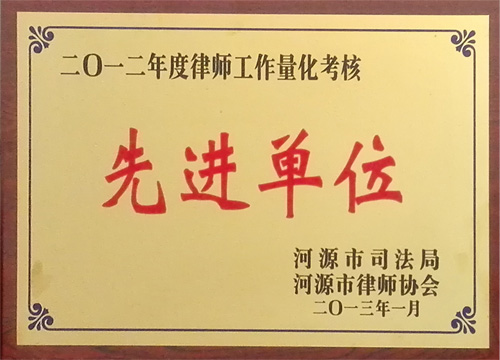 二〇一二年度律师工作量化考核
先进单位
河源市司法局
河源市律师协会
二〇一三年一月